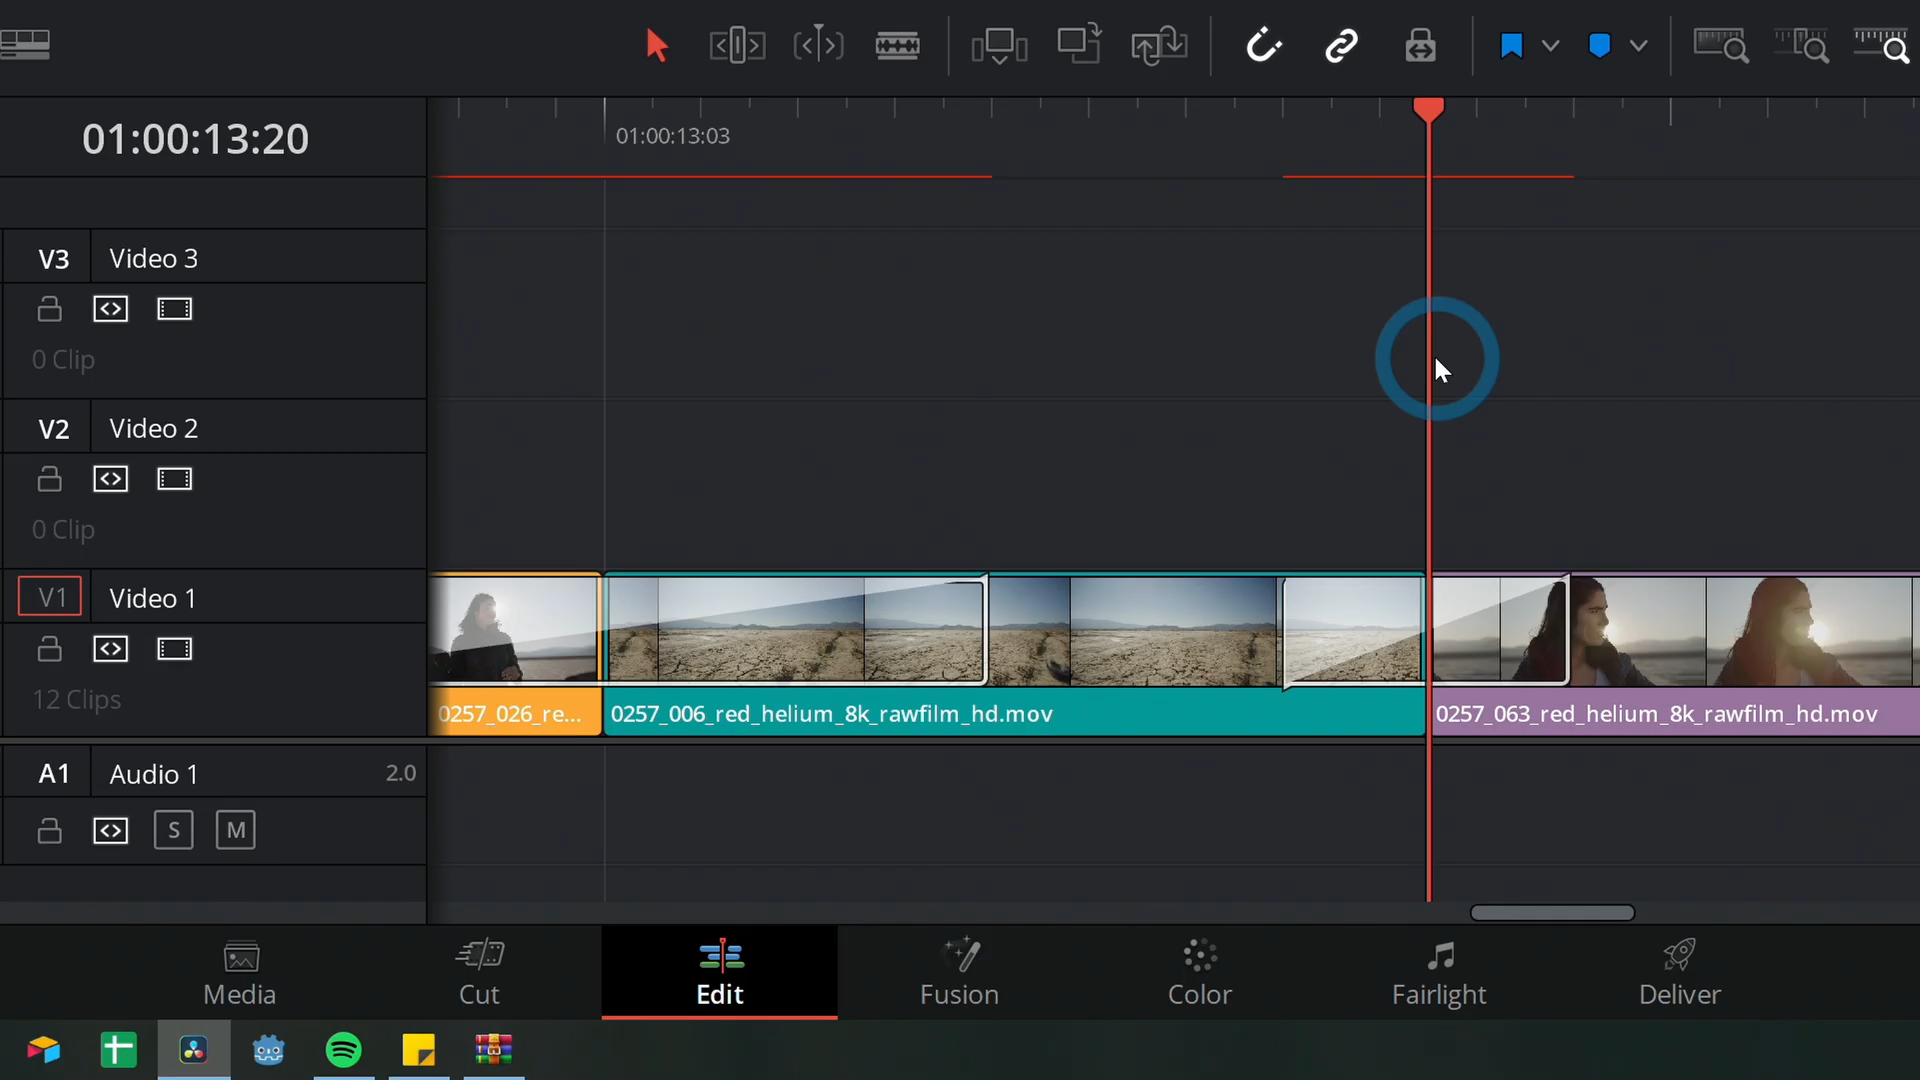 01:00:13:20
01:00:13:03
V3 Video 3
0 Clip
V2 Video 2
0 Clip
V1 Video 1
12 Clips
0257_026_re...
0257_006_red_helium_8k_rawfilm_hd.mov
0257_063_red_helium_8k_rawfilm_hd.mov
A1 Audio 1 2.0
S M
Media Cut Edit Fusion Color Fairlight Deliver